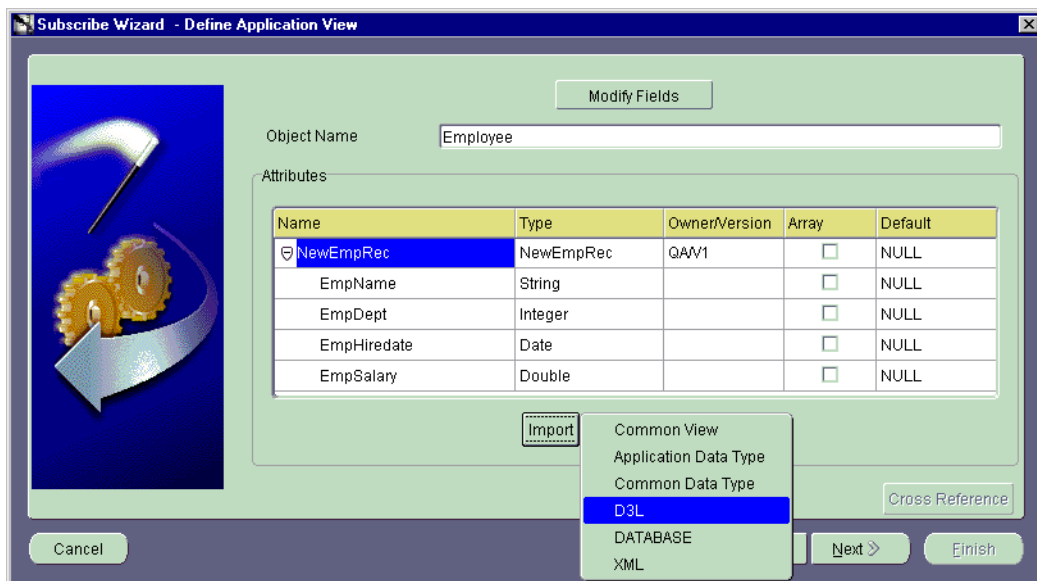 Subscribe Wizard - Define Application View
Modify Fields
Object Name Employee
Attributes
Name Type Owner/Version Array Default
NewEmpRec NewEmpRec QA/V1 NULL
EmpName String NULL
EmpDept Integer NULL
EmpHiredate Date NULL
EmpSalary Double NULL
Import
Common View
Application Data Type
Common Data Type
D3L
DATABASE
XML
Cross Reference
Cancel Next Finish